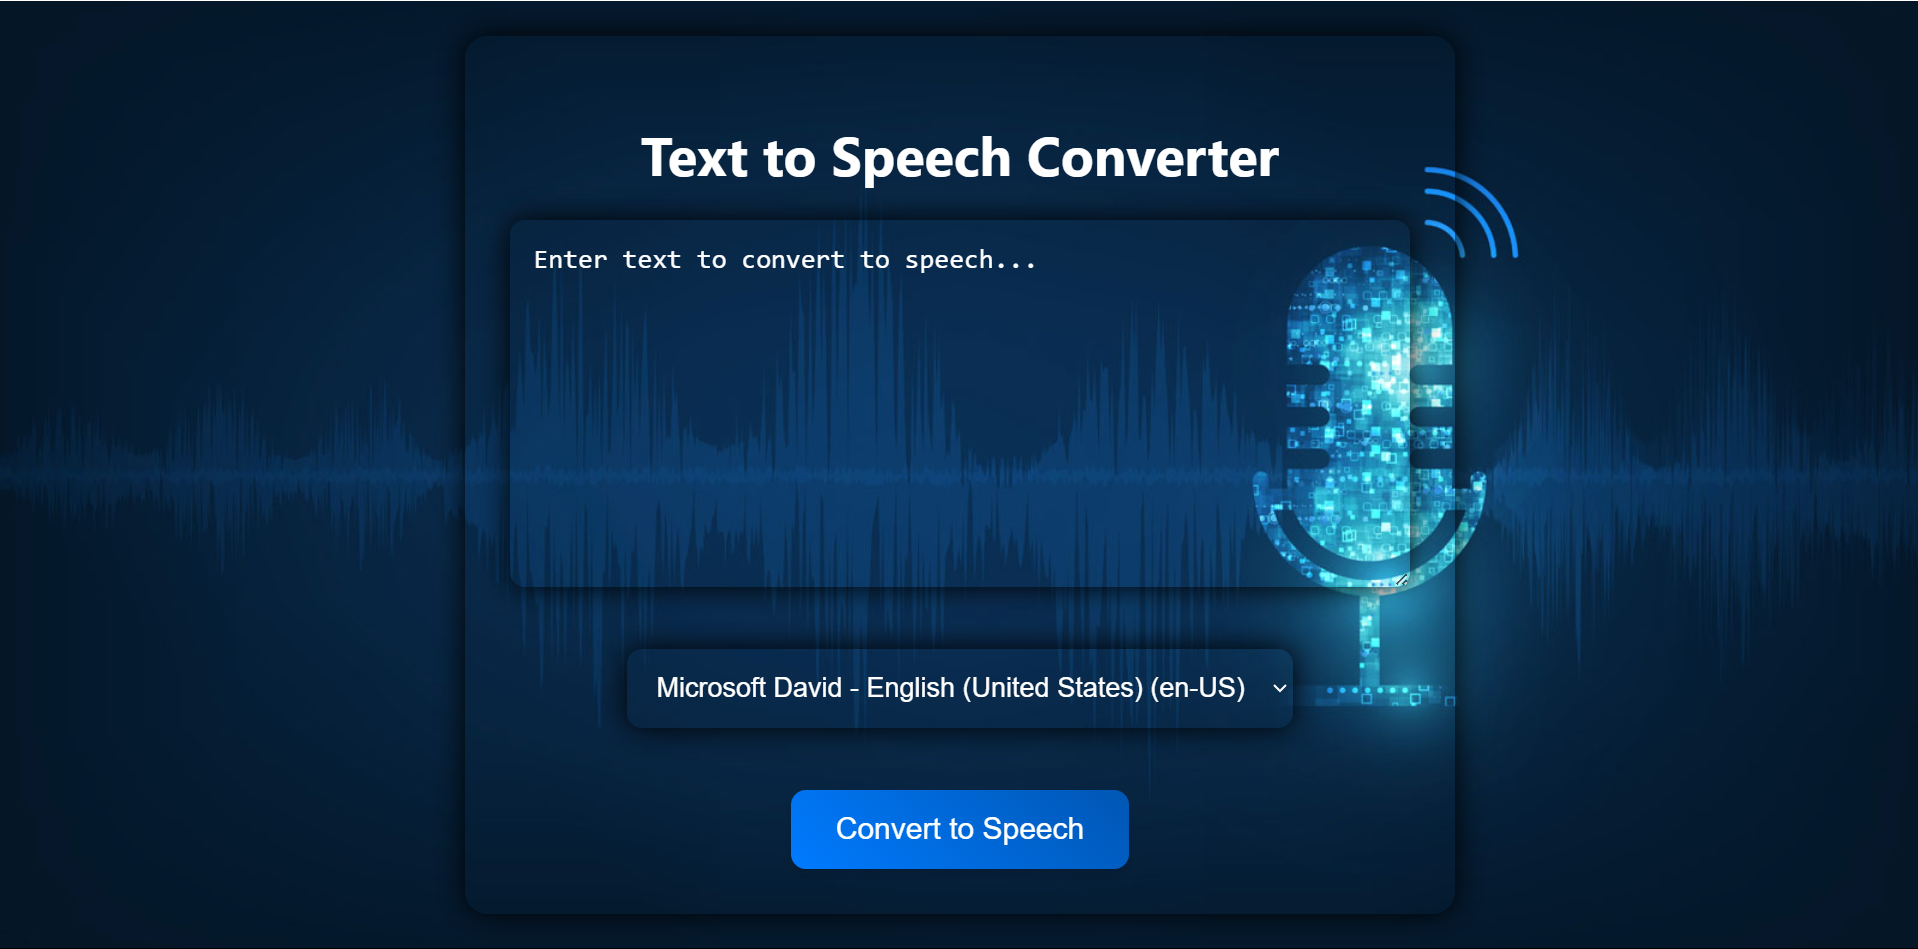 Text to Speech Converter
Enter text to convert to speech...
Microsoft David - English (United States) (en-US)
Convert to Speech